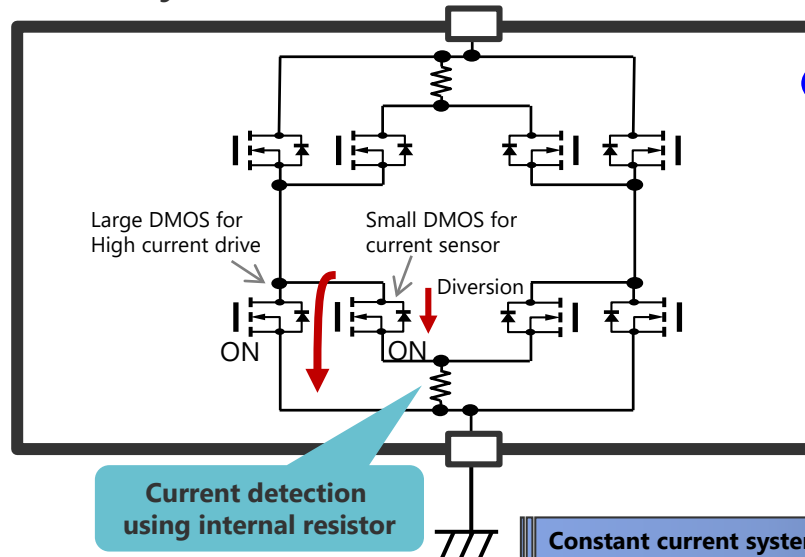 Large DMOS for
High current drive
Small DMOS for
current sensor
Diversion
ON
ON
Current detection
using internal resistor
Constant current